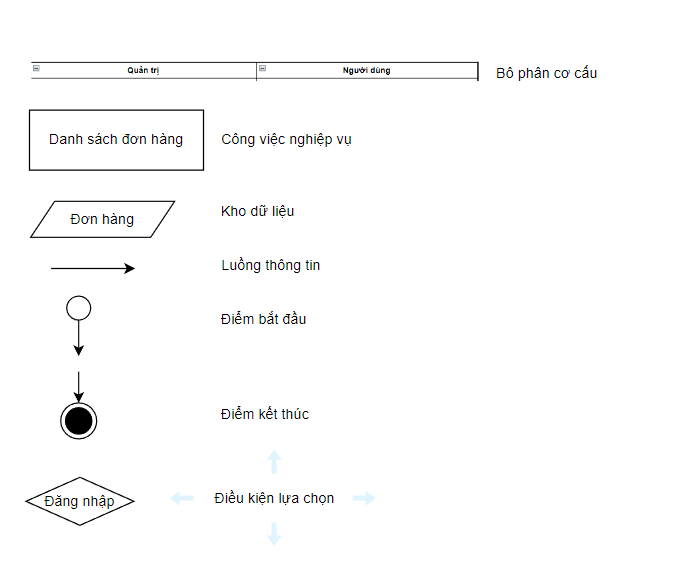 Quản trị
Người dùng
Bô phân cơ cấu
Danh sách đơn hàng
Công việc nghiệp vụ
Đơn hàng
Kho dữ liệu
Luồng thông tin
Điểm bắt đầu
Điểm kết thúc
Đăng nhập
Điều kiện lựa chọn